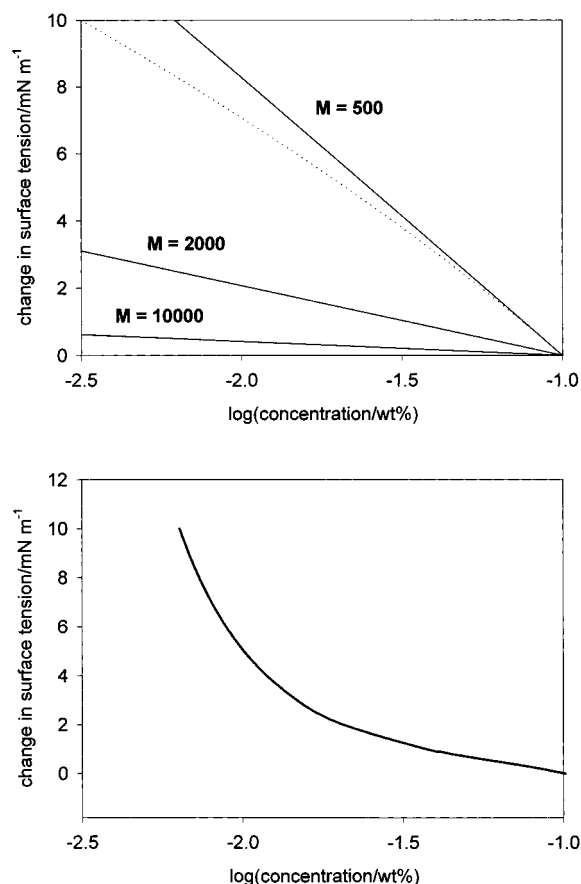 10
8
6
4
2
0
change in surface tension/mN m⁻¹
M = 500
M = 2000
M = 10000
-2.5 -2.0 -1.5 -1.0
log(concentration/wt%)
12
10
8
6
4
2
0
change in surface tension/mN m⁻¹
-2.5 -2.0 -1.5 -1.0
log(concentration/wt%)